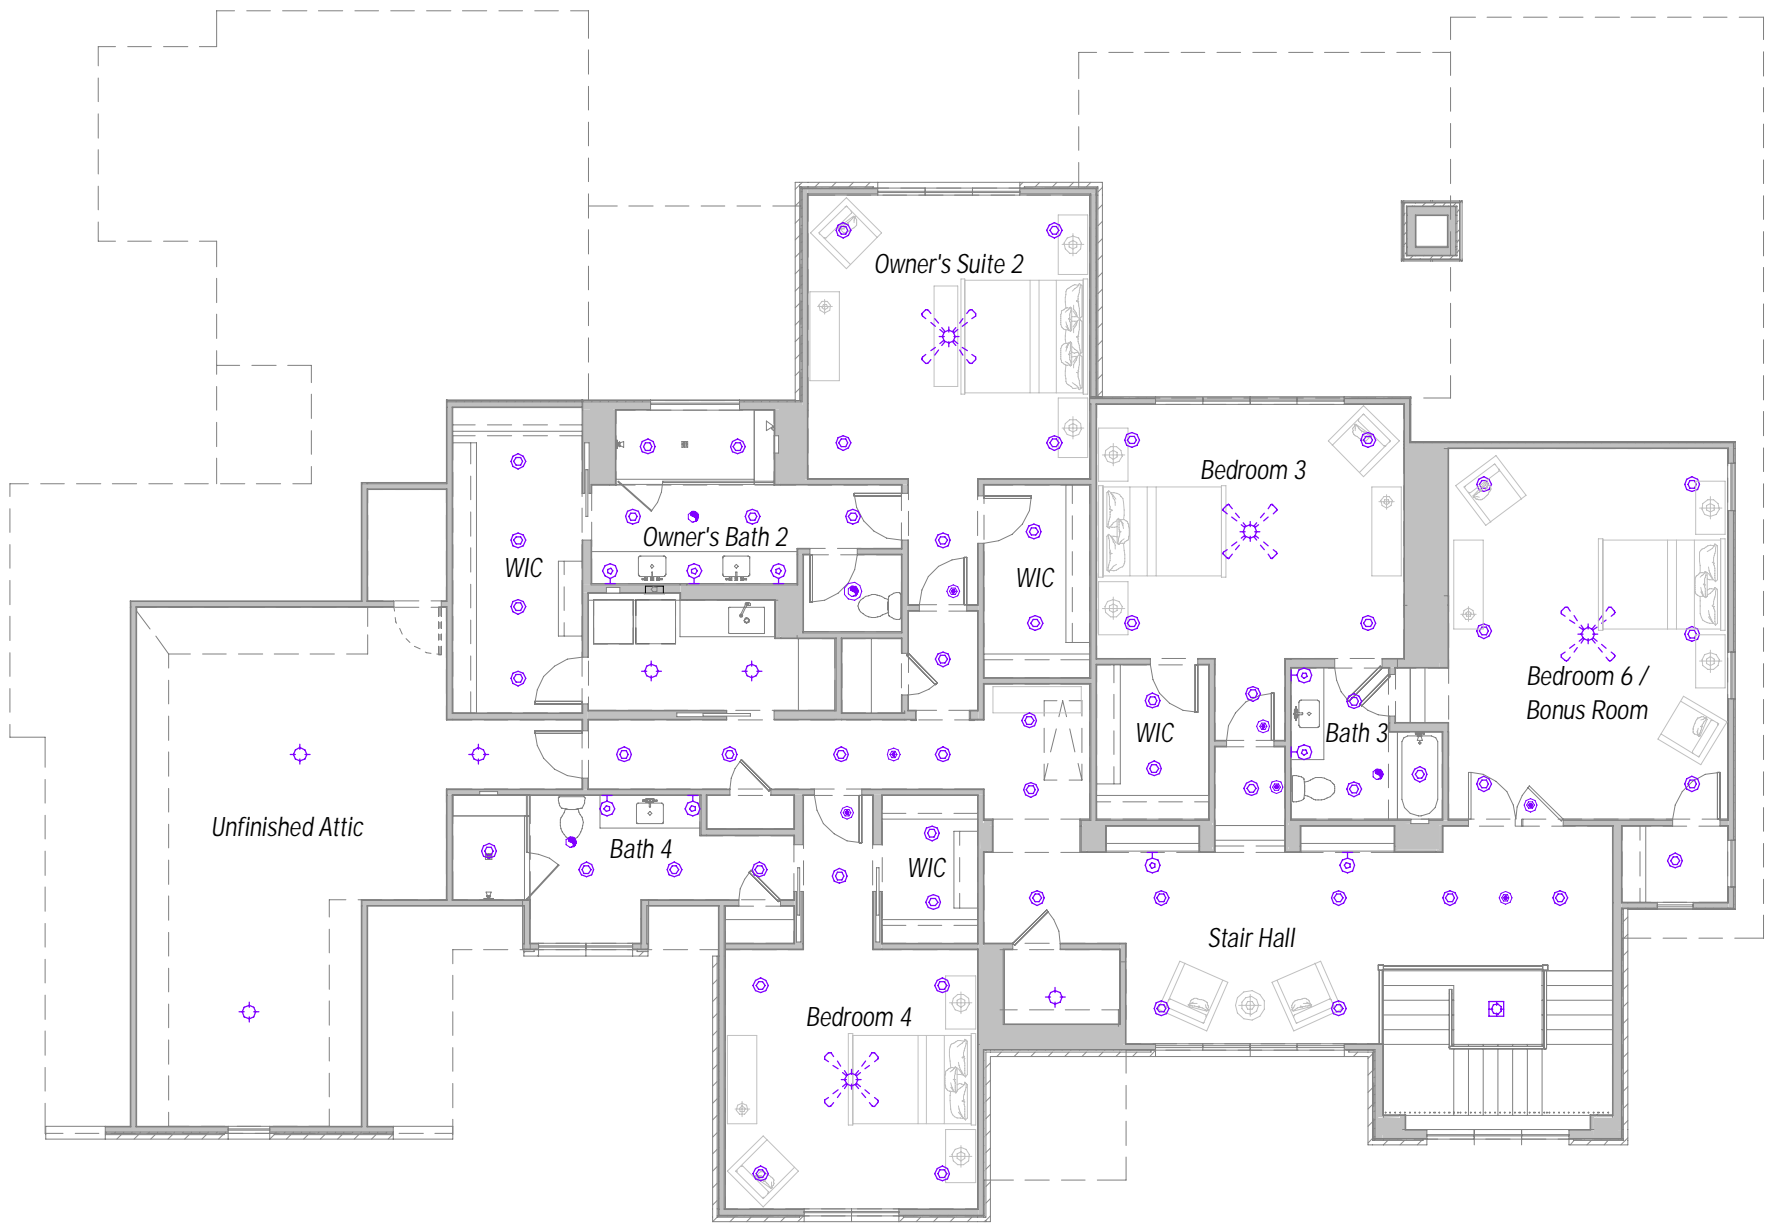 Owner's Suite 2
Bedroom 3
Owner's Bath 2
WIC
WIC
Bedroom 6 /
Bonus Room
WIC
Bath 3
Unfinished Attic
Bath 4
WIC
Stair Hall
Bedroom 4